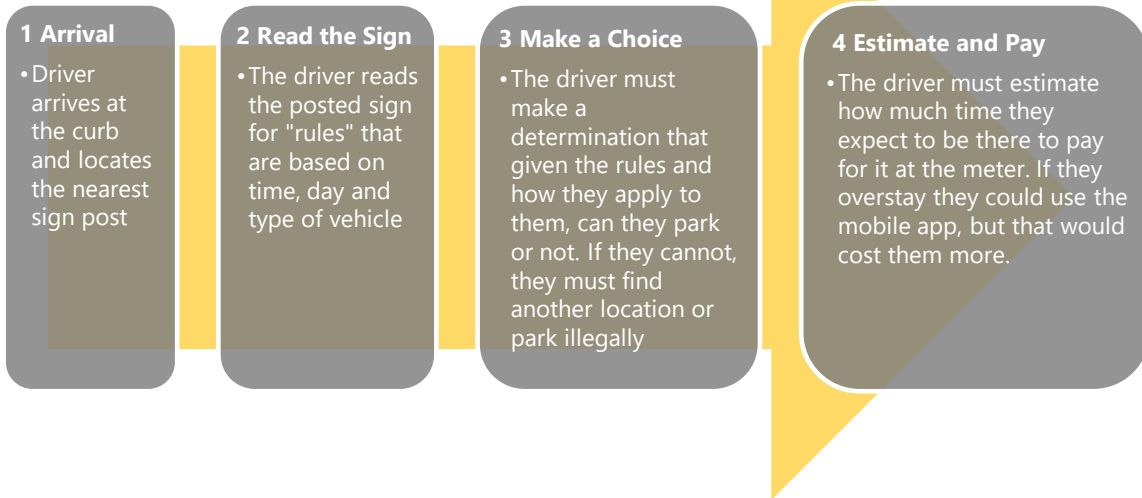 1 Arrival
•Driver
arrives at
the curb
and locates
the nearest
sign post
2 Read the Sign
•The driver reads
the posted sign
for "rules" that
are based on
time, day and
type of vehicle
3 Make a Choice
•The driver must
make a
determination that
given the rules and
how they apply to
them, can they park
or not. If they cannot,
they must find
another location or
park illegally
4 Estimate and Pay
•The driver must estimate
how much time they
expect to be there to pay
for it at the meter. If they
overstay they could use the
mobile app, but that would
cost them more.